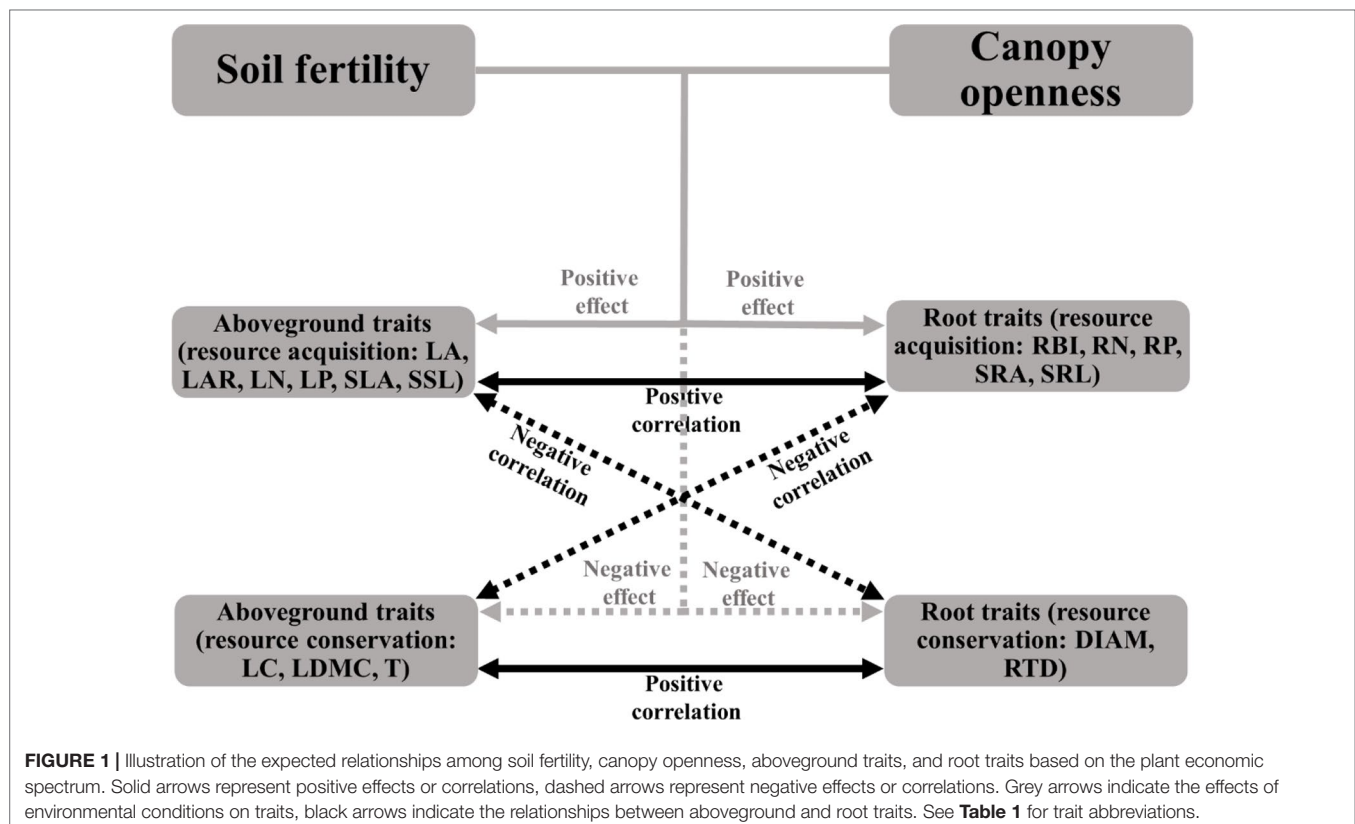 Soil fertility
Canopy
openness
Positive
effect
Positive
effect
Aboveground traits
(resource acquisition: LA,
LAR, LN, LP, SLA, SSL)
Root traits (resource
acquisition: RBI, RN, RP,
SRA, SRL)
Positive
correlation
Negative
correlation
Negative
correlation
Negative
effect
Negative
effect
Aboveground traits
(resource conservation:
LC, LDMC, T)
Root traits (resource
conservation: DIAM,
RTD)
Positive
correlation
FIGURE 1 | Illustration of the expected relationships among soil fertility, canopy openness, aboveground traits, and root traits based on the plant economic
spectrum. Solid arrows represent positive effects or correlations, dashed arrows represent negative effects or correlations. Grey arrows indicate the effects of
environmental conditions on traits, black arrows indicate the relationships between aboveground and root traits. See Table 1 for trait abbreviations.